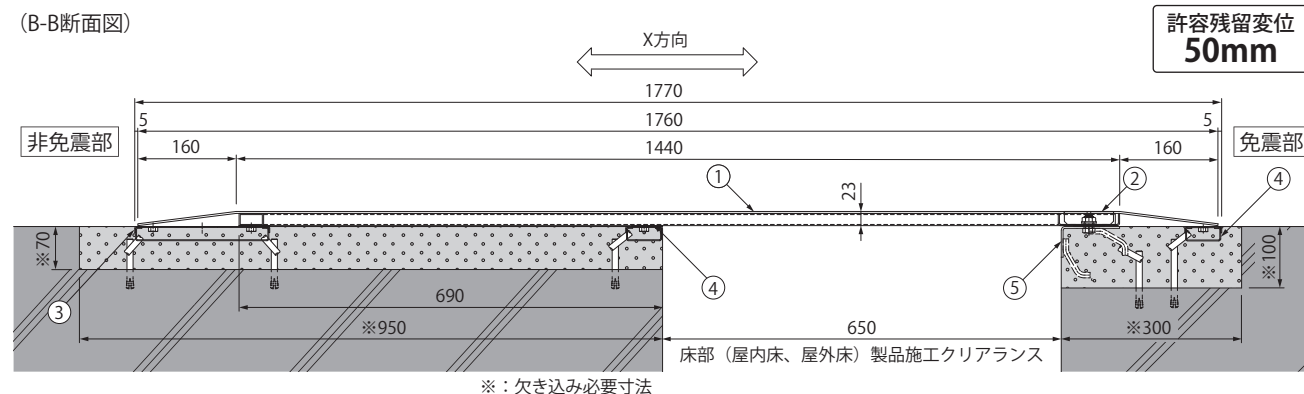 (B-B断面図)
許容残留変位
50mm
X方向
1770
5
1760
5
非免震部
160
1440
160
免震部
①
23
②
④
※70
※100
690
④
⑤
③
※950
650
※300
床部（屋内床、屋外床）製品施工クリアランス
※：欠き込み必要寸法